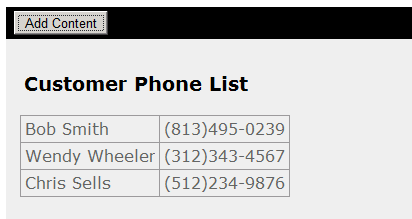 Add Content
Customer Phone List
Bob Smith (813)495-0239
Wendy Wheeler (312)343-4567
Chris Sells (512)234-9876